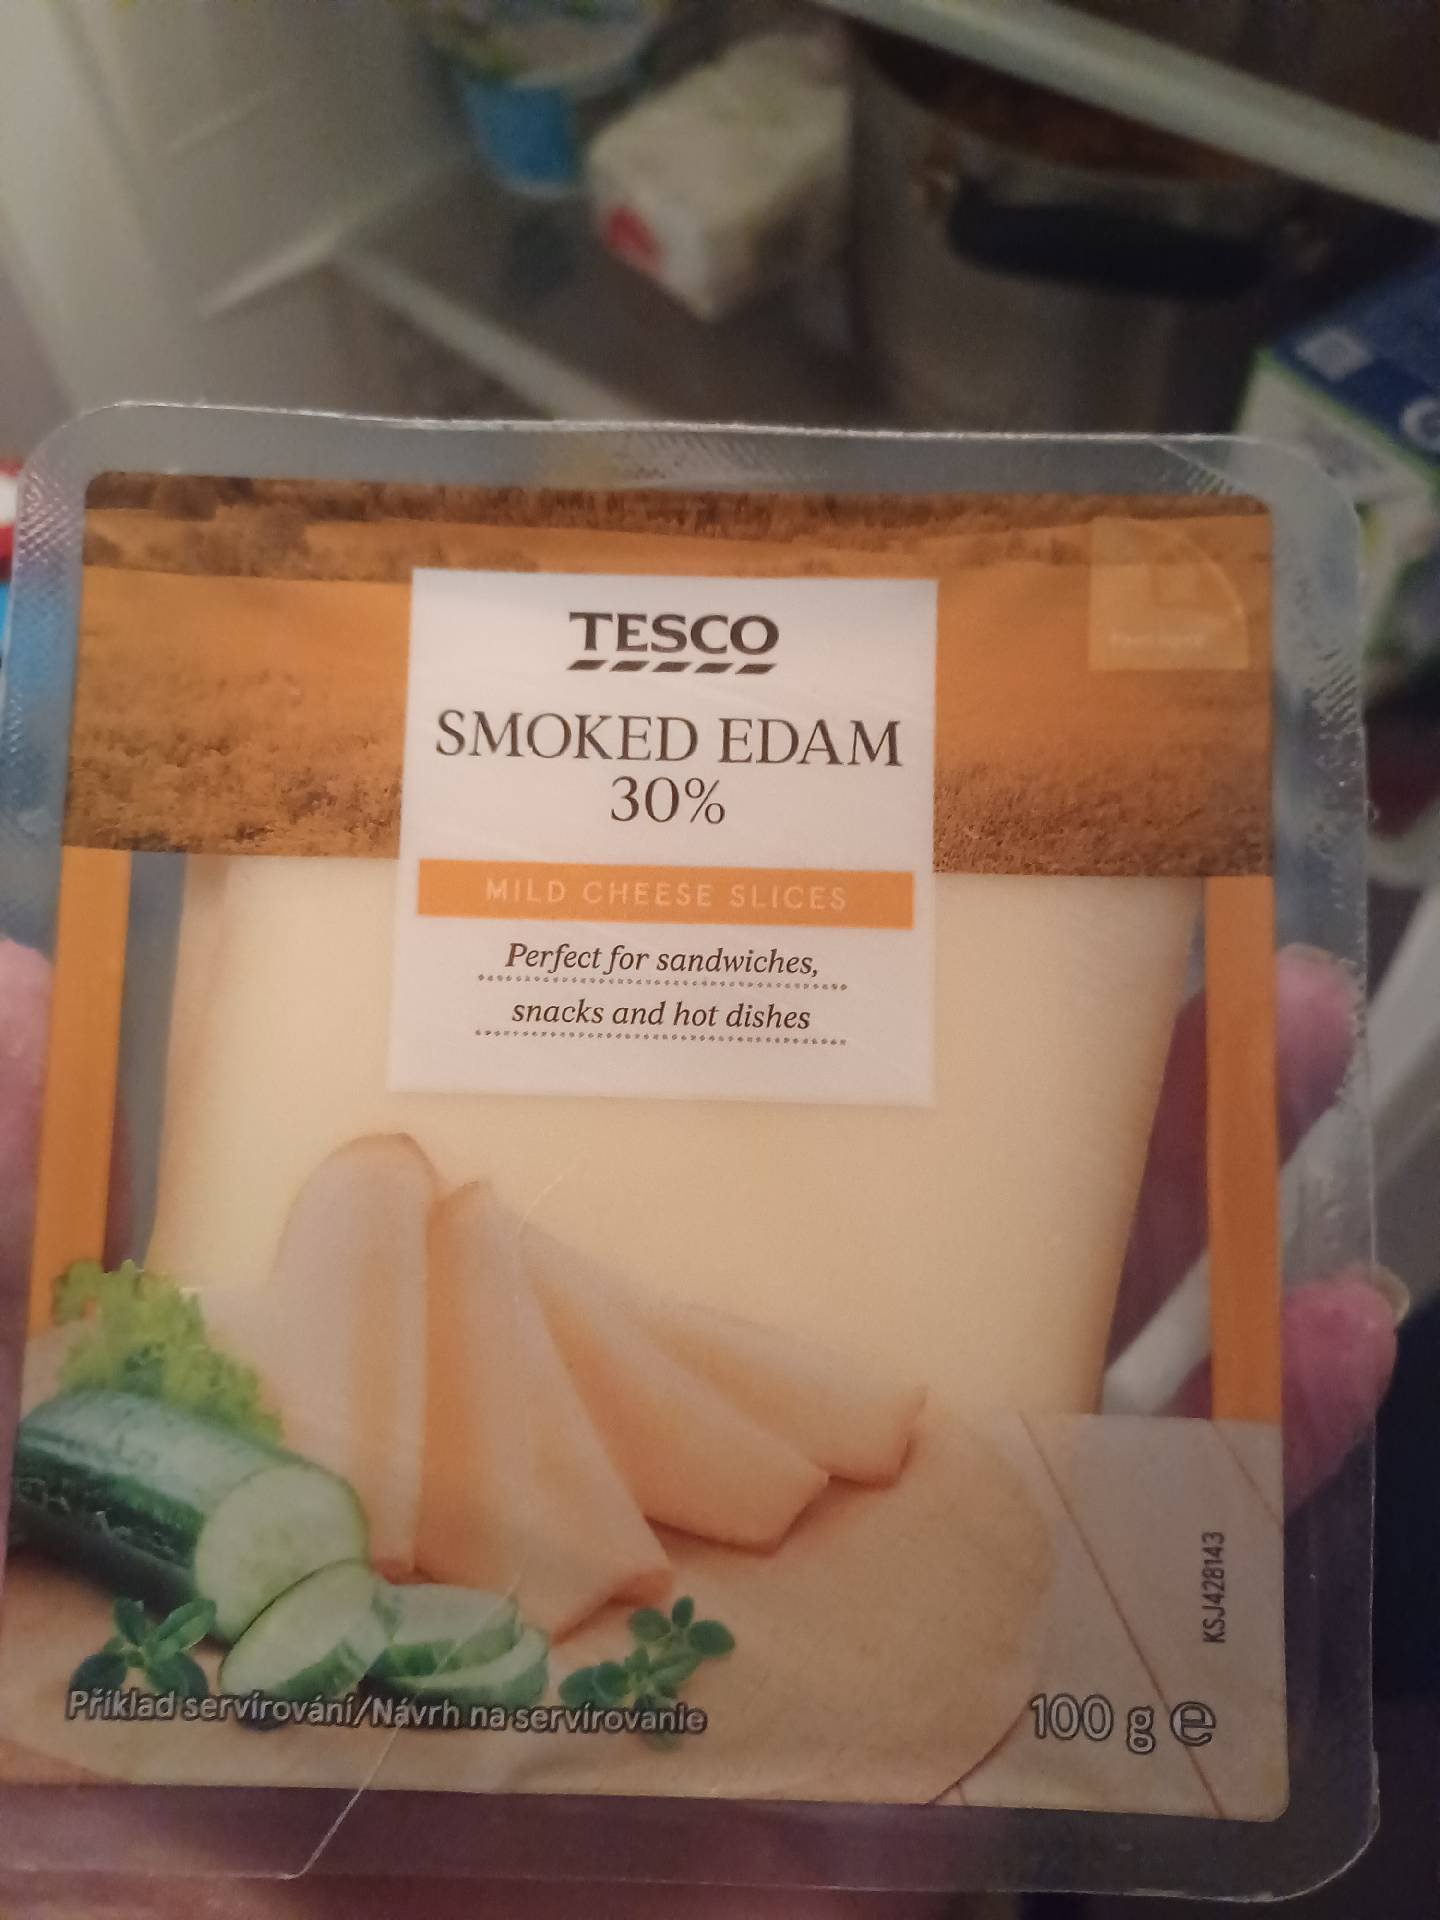 TESCO
SMOKED EDAM
30%
MILD CHEESE SLICES
Perfect for sandwiches,
snacks and hot dishes
KSJ428143
Příklad servírování/Návrh na servírovanie
100 g e